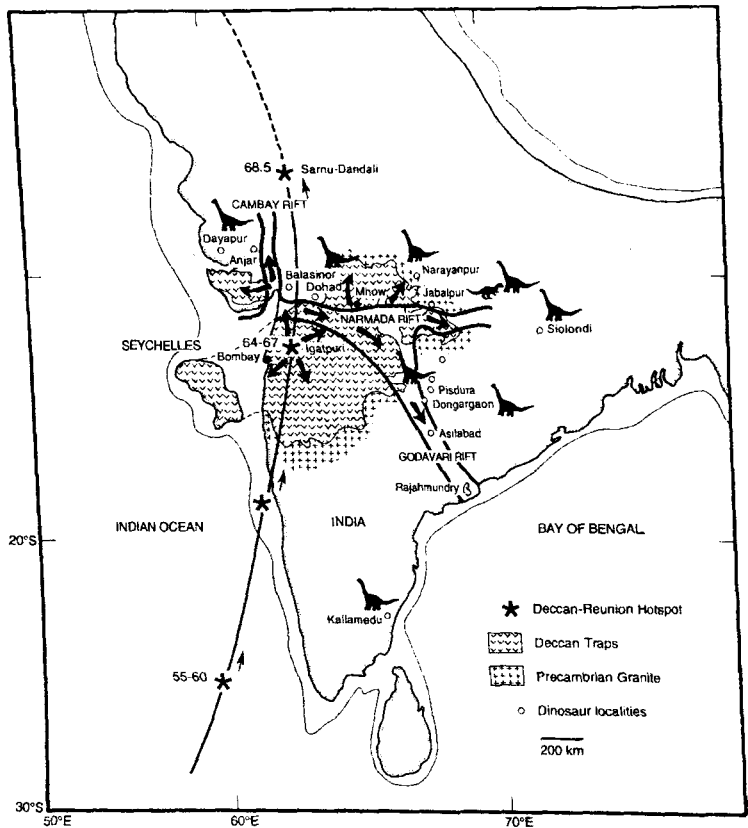 68.5
Sarnu-Dandali
CAMBAY RIFT
Dayapur
Anjar
Balasinor
Dohad
Mhow
Narayanpur
Jabalpur
NARMADA RIFT
SEYCHELLES
64-67
Igatpuri
Bombay
Siolondi
Pisdura
Dongargaon
Asilabad
GODAVARI RIFT
Rajahmundry
INDIAN OCEAN
INDIA
BAY OF BENGAL
20°S
Kallamedu
55-60
Deccan-Reunion Hotspot
Deccan Traps
Precambrian Granite
Dinosaur localities
200 km
30°S
50°E
60°E
70°E